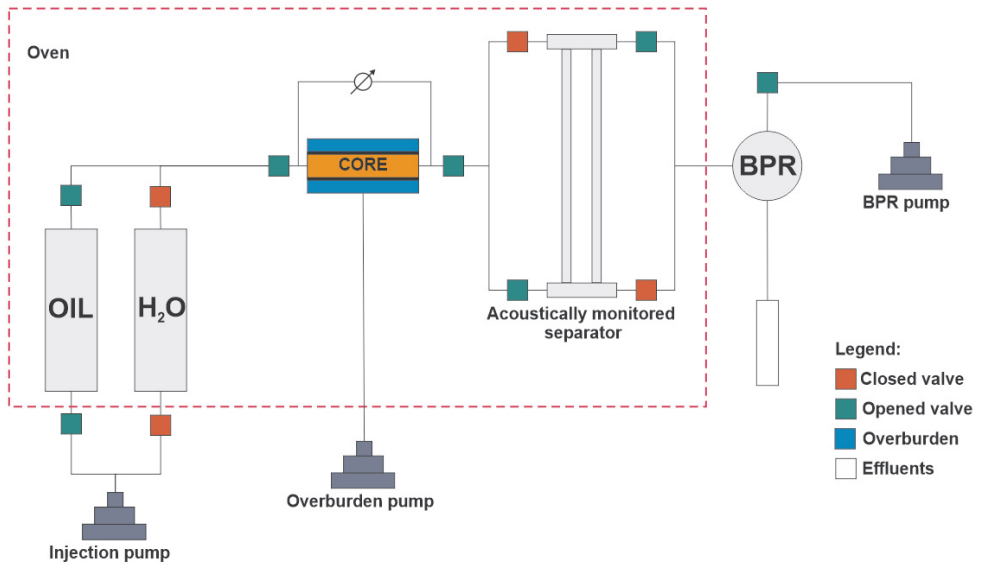 Oven
CORE
BPR
BPR pump
OIL
H₂O
Acoustically monitored
separator
Legend:
Closed valve
Opened valve
Overburden
Effluents
Overburden pump
Injection pump